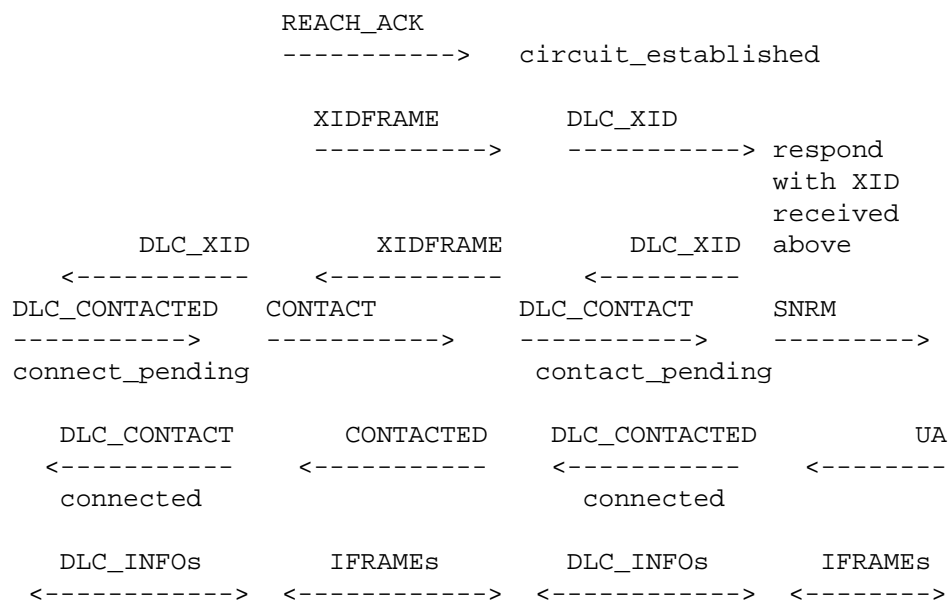 REACH_ACK
-----------> circuit_established
XIDFRAME DLC_XID
-----------> -----------> respond
with XID
received
DLC_XID XIDFRAME DLC_XID above
<----------- <----------- <---------
DLC_CONTACTED CONTACT DLC_CONTACT SNRM
-----------> -----------> -----------> --------->
connect_pending contact_pending
DLC_CONTACT CONTACTED DLC_CONTACTED UA
<----------- <----------- <----------- <--------
connected connected
DLC_INFOs IFRAMEs DLC_INFOs IFRAMEs
<------------> <------------> <------------> <-------->